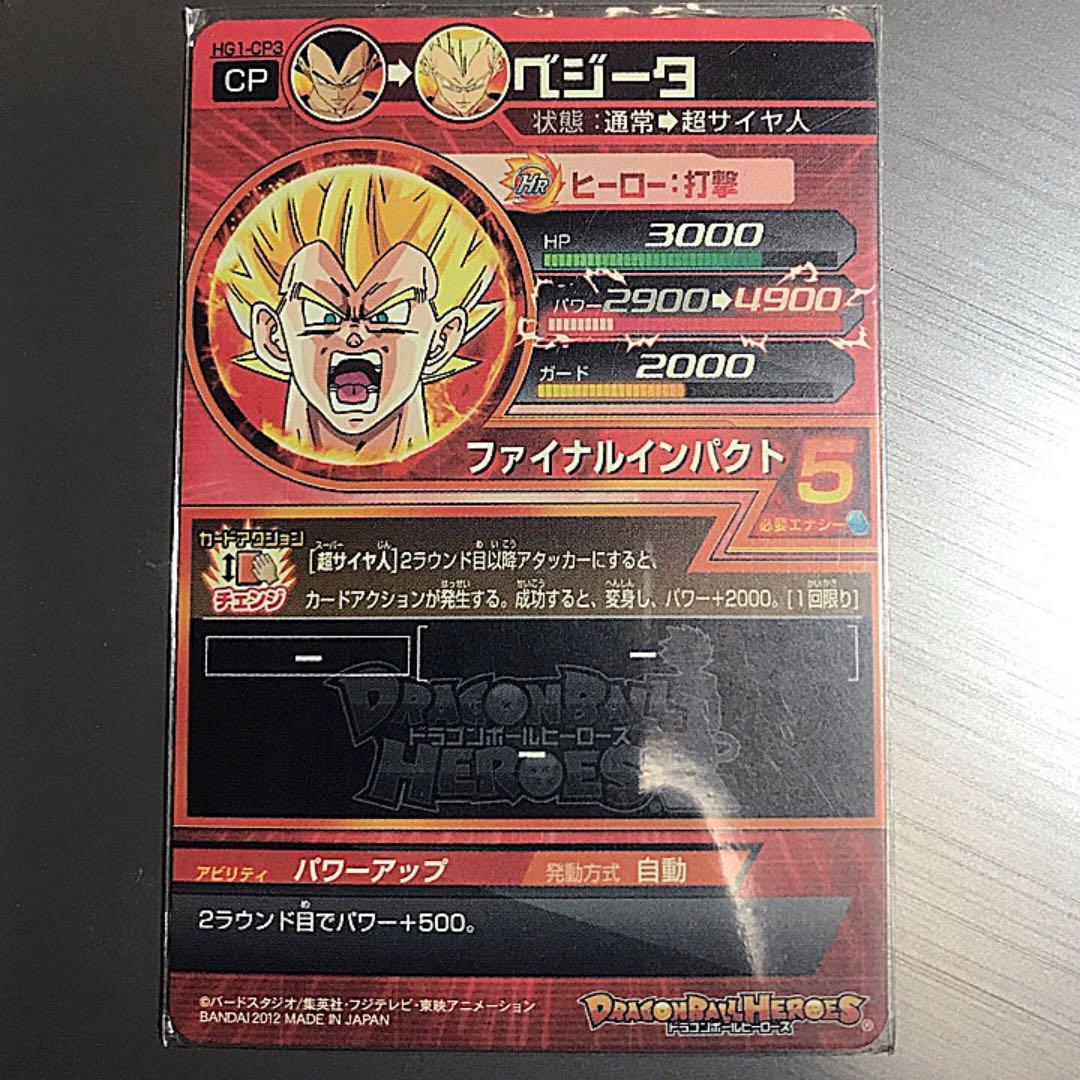 HG1-CP3
CP
ベジータ
状態:通常➡超サイヤ人
HR ヒーロー:打撃
HP 3000
パワー 2900➡4900
ガード 2000
ファイナルインパクト 5
必要エナジー
カードアクション
チェンジ
[超サイヤ人]2ラウンド目以降アタッカーにすると、
カードアクションが発生する。成功すると、変身し、パワー+2000。[1回限り]
DRAGONBALL
ドラゴンボールヒーローズ
HEROES
アビリティ パワーアップ 発動方式 自動
2ラウンド目でパワー+500。
©バードスタジオ/集英社・フジテレビ・東映アニメーション
BANDAI 2012 MADE IN JAPAN
DRAGONBALL HEROES®
ドラゴンボールヒーローズ